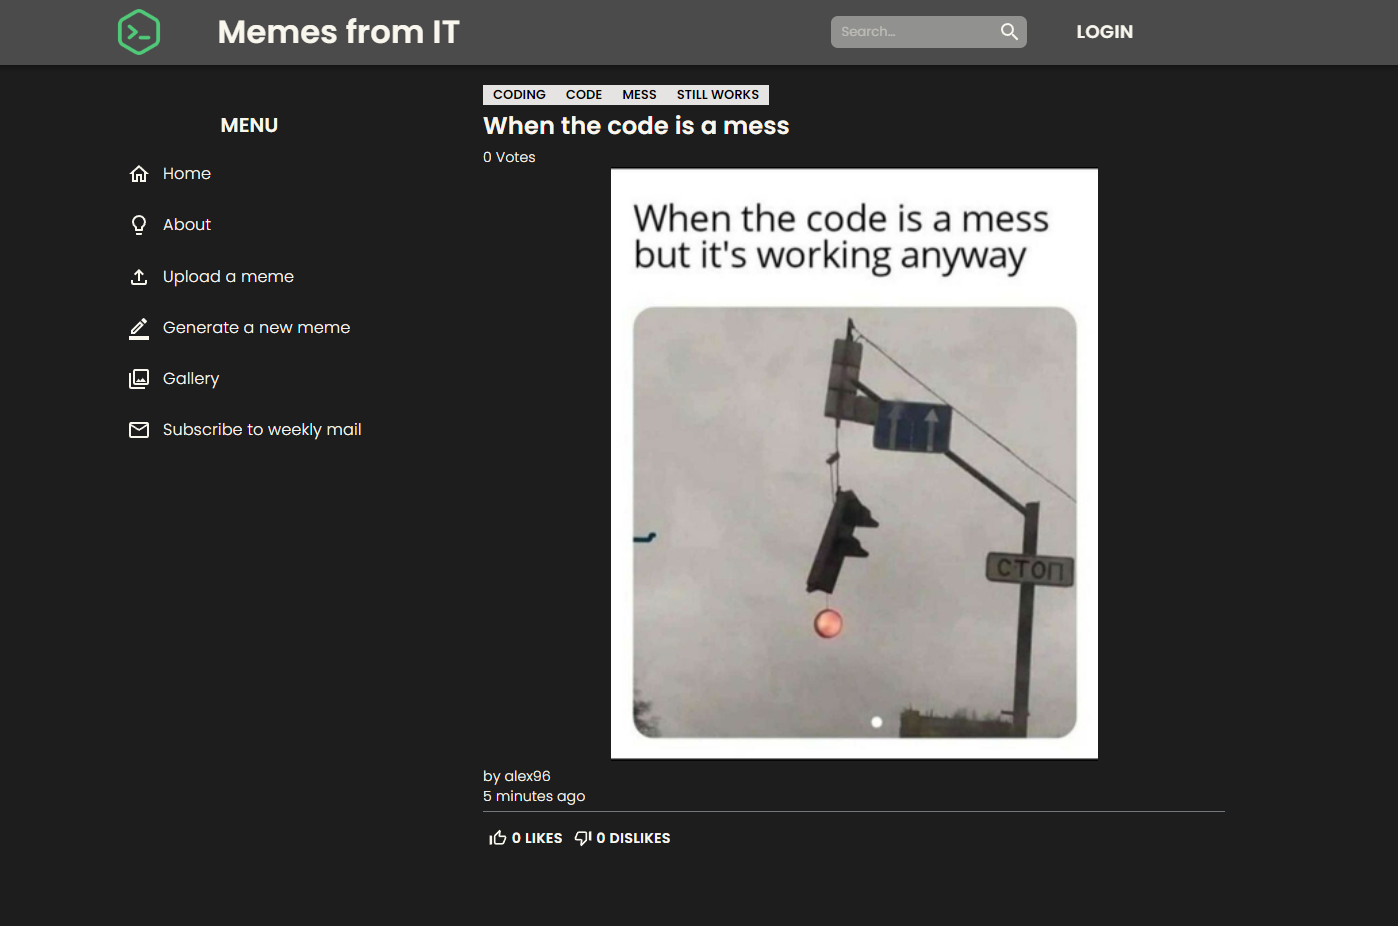 Memes from IT
Search...
LOGIN
MENU
Home
About
Upload a meme
Generate a new meme
Gallery
Subscribe to weekly mail
CODING CODE MESS STILL WORKS
When the code is a mess
0 Votes
When the code is a mess
but it's working anyway
СТОП
by alex96
5 minutes ago
0 LIKES 0 DISLIKES